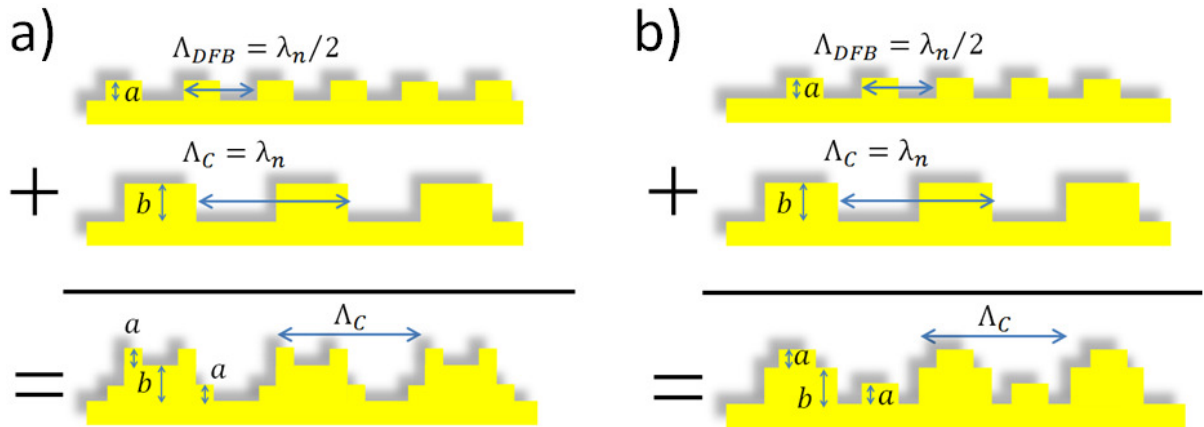 a)
Λ_DFB = λ_n/2
a
+
Λ_C = λ_n
b
=
Λ_C
a
b
a
b)
Λ_DFB = λ_n/2
a
+
Λ_C = λ_n
b
=
Λ_C
a
b
a